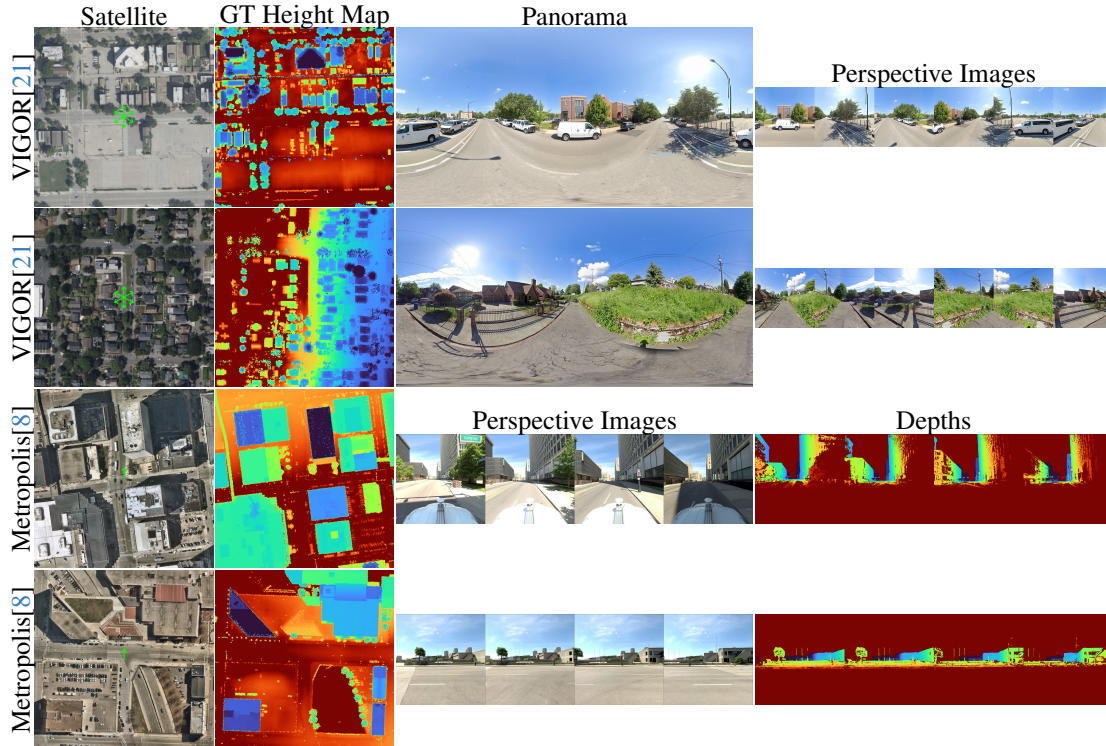 Satellite
GT Height Map
Panorama
Perspective Images
VIGOR[21]
VIGOR[21]
Perspective Images
Depths
Metropolis[8]
Metropolis[8]